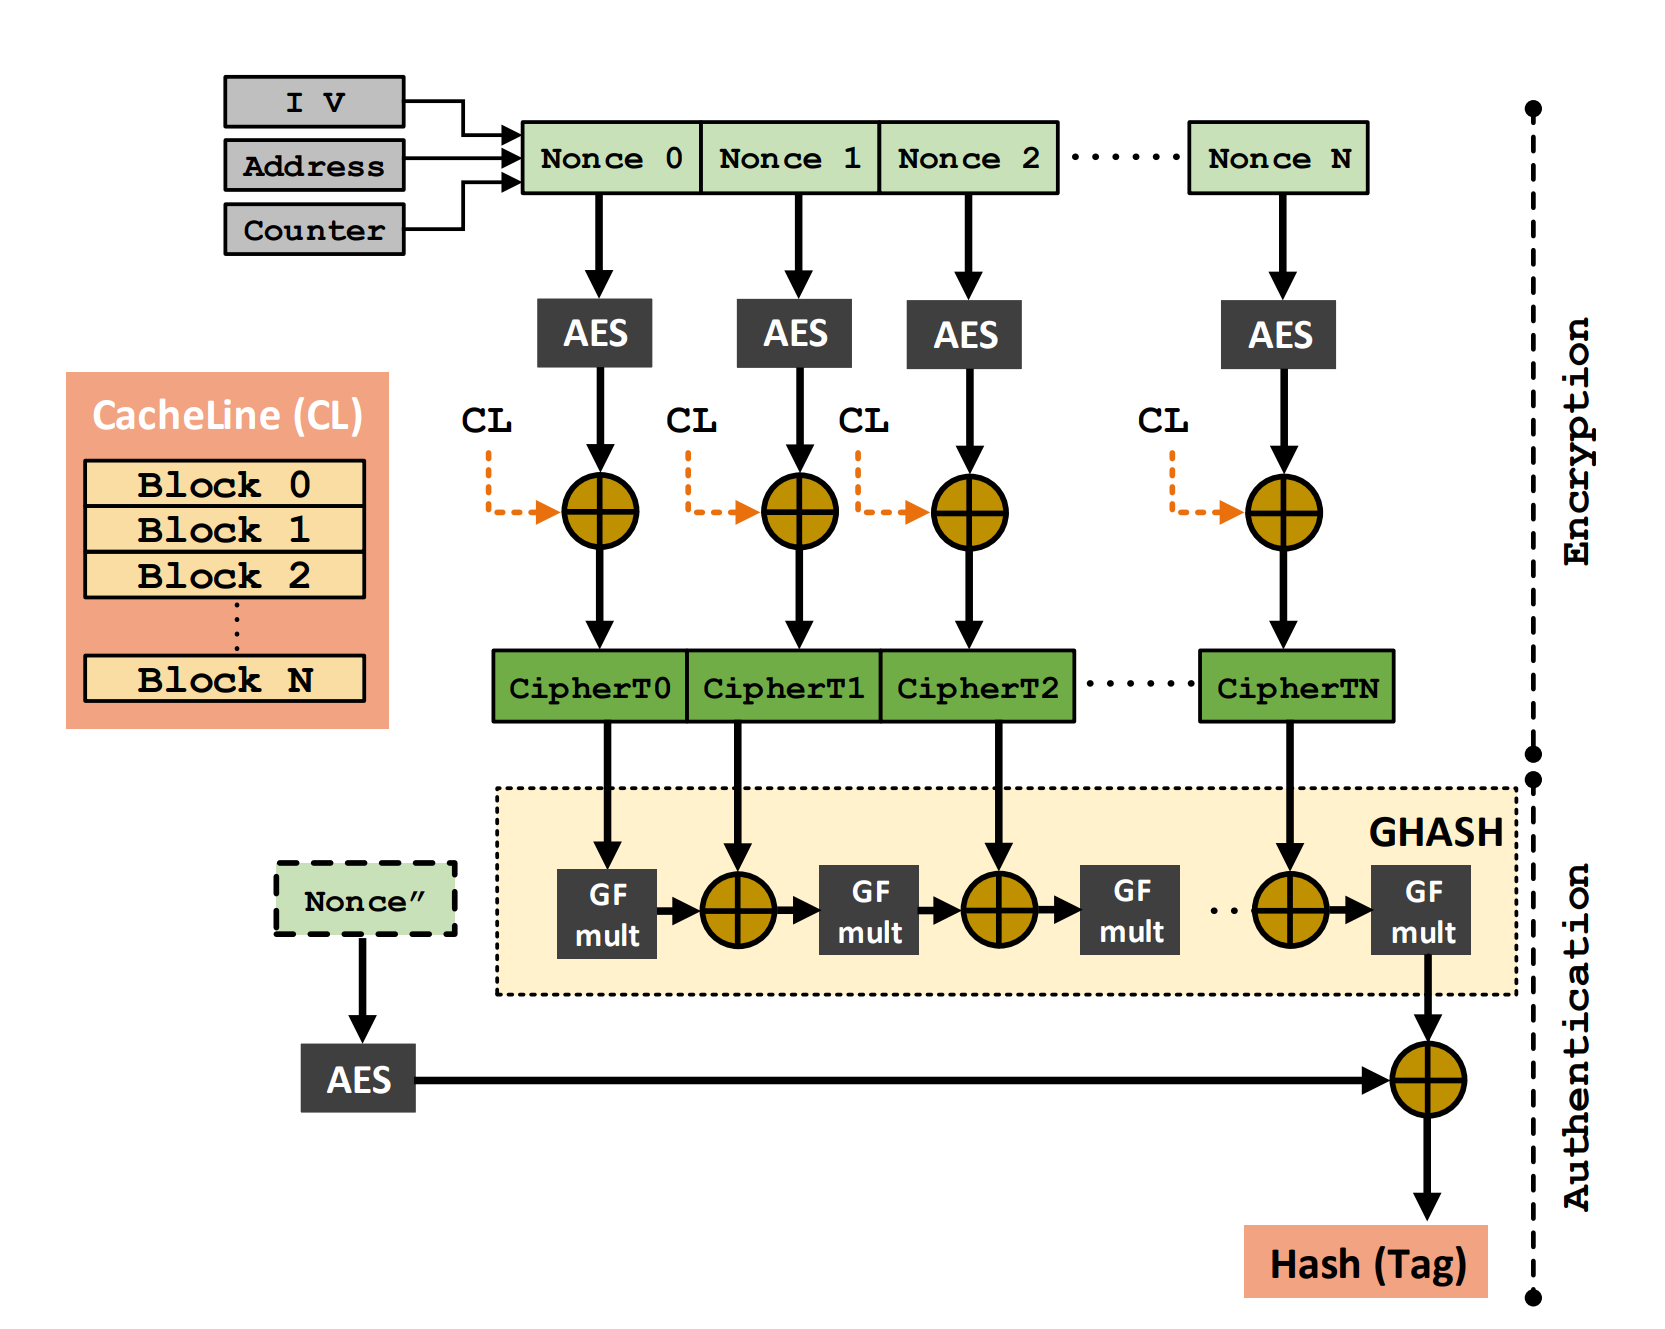 I V
Address
Counter
Nonce 0 Nonce 1 Nonce 2 ...... Nonce N
AES AES AES AES
CacheLine (CL)
Block 0
Block 1
Block 2
Block N
CL CL CL CL
CipherT0 CipherT1 CipherT2 ...... CipherTN
Encryption
GHASH
Nonce”
GF mult
GF mult
GF mult
GF mult
AES
Hash (Tag)
Authentication